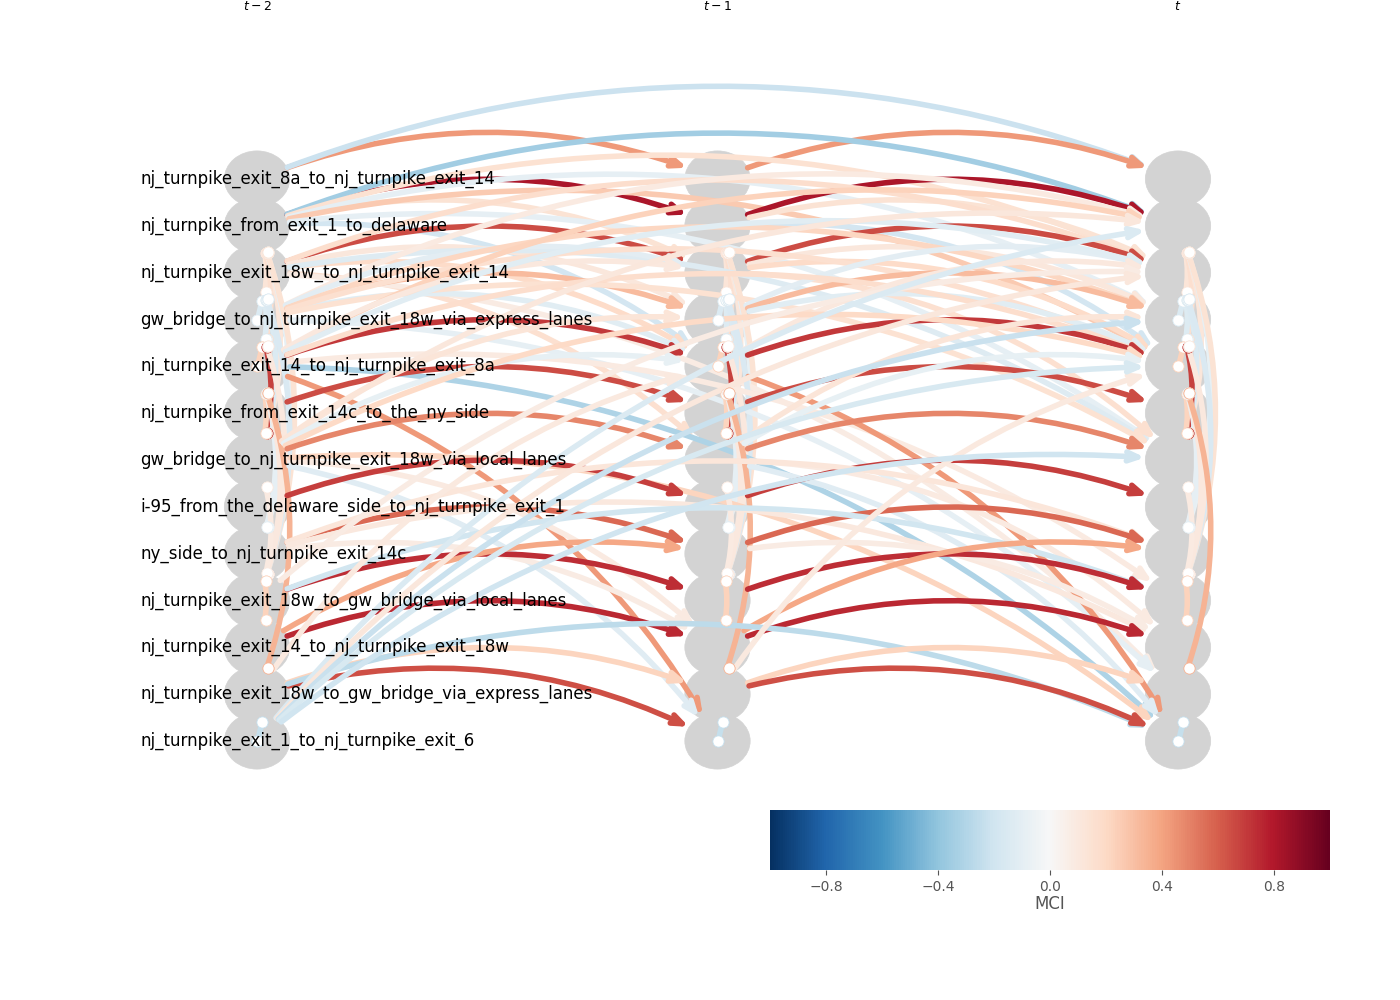 t − 2 t − 1 t
nj_turnpike_exit_8a_to_nj_turnpike_exit_14
nj_turnpike_from_exit_1_to_delaware
nj_turnpike_exit_18w_to_nj_turnpike_exit_14
gw_bridge_to_nj_turnpike_exit_18w_via_express_lanes
nj_turnpike_exit_14_to_nj_turnpike_exit_8a
nj_turnpike_from_exit_14c_to_the_ny_side
gw_bridge_to_nj_turnpike_exit_18w_via_local_lanes
i-95_from_the_delaware_side_to_nj_turnpike_exit_1
ny_side_to_nj_turnpike_exit_14c
nj_turnpike_exit_18w_to_gw_bridge_via_local_lanes
nj_turnpike_exit_14_to_nj_turnpike_exit_18w
nj_turnpike_exit_18w_to_gw_bridge_via_express_lanes
nj_turnpike_exit_1_to_nj_turnpike_exit_6
−0.8 −0.4 0.0 0.4 0.8
MCI